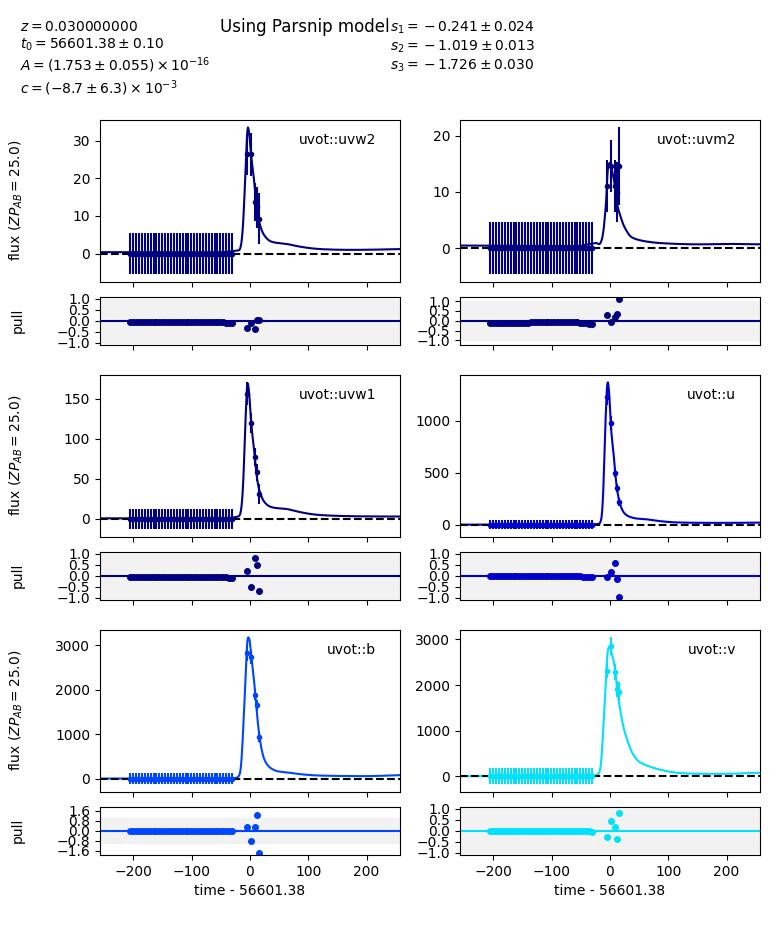 Using Parsnip model
z = 0.030000000
t0 = 56601.38 ± 0.10
A = (1.753 ± 0.055) × 10^−16
c = (−8.7 ± 6.3) × 10^−3
s1 = −0.241 ± 0.024
s2 = −1.019 ± 0.013
s3 = −1.726 ± 0.030
flux (ZP_AB = 25.0)
30
20
10
0
uvot::uvw2
20
10
0
uvot::uvm2
pull
1.0
0.5
0.0
−0.5
−1.0
1.0
0.5
0.0
−0.5
−1.0
flux (ZP_AB = 25.0)
150
100
50
0
uvot::uvw1
1000
500
0
uvot::u
pull
1.0
0.5
0.0
−0.5
−1.0
1.0
0.5
0.0
−0.5
−1.0
flux (ZP_AB = 25.0)
3000
2000
1000
0
uvot::b
3000
2000
1000
0
uvot::v
pull
1.6
0.8
0.0
−0.8
−1.6
1.0
0.5
0.0
−0.5
−1.0
−200 −100 0 100 200
time - 56601.38
−200 −100 0 100 200
time - 56601.38